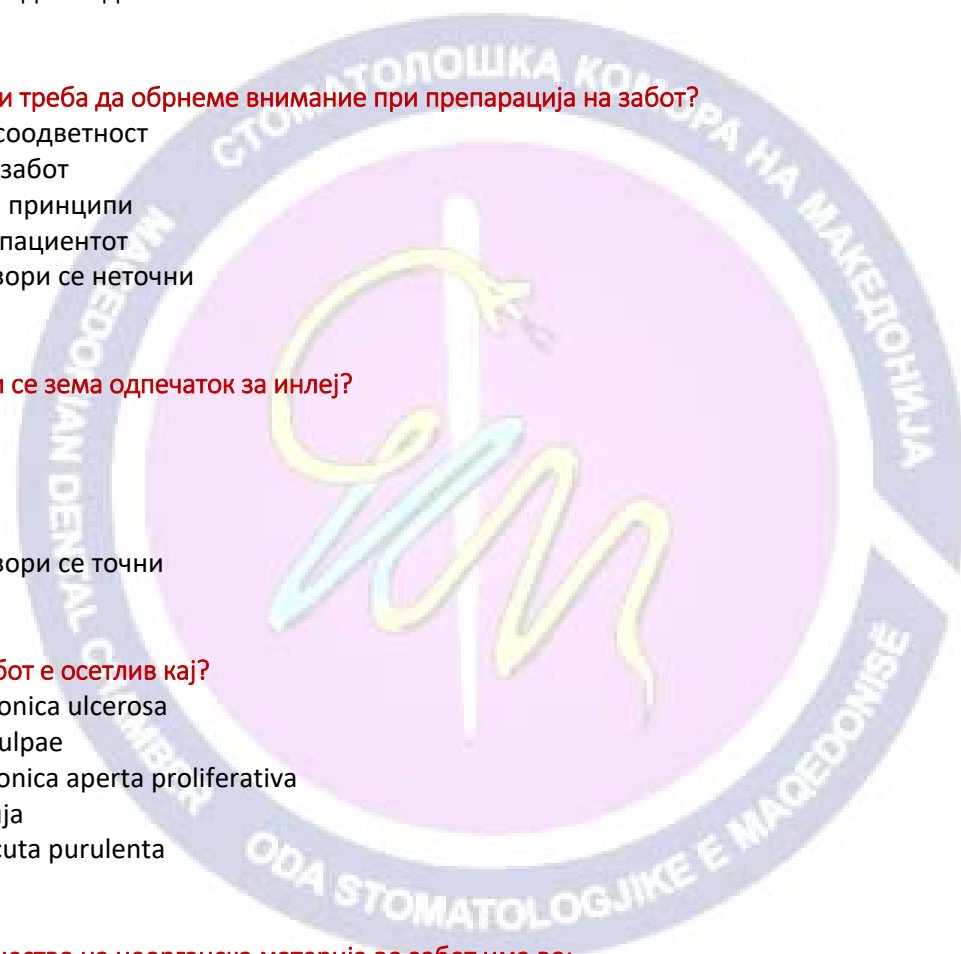 и треба да обрнеме внимание при препарација на забот?
соодветност
забот
принципи
пациентот
вори се неточни
и се зема одпечаток за инлеј?
вори се точни
бот е осетлив кај?
onica ulcerosa
ulpae
onica aperta proliferativa
ја
cuta purulenta
СТОМАТОЛОШКА КОМОРА НА МАКЕДОНИЈА
MACEDONIAN DENTAL CHAMBER
ODA STOMATOLOGJIKE E MAQEDONISË